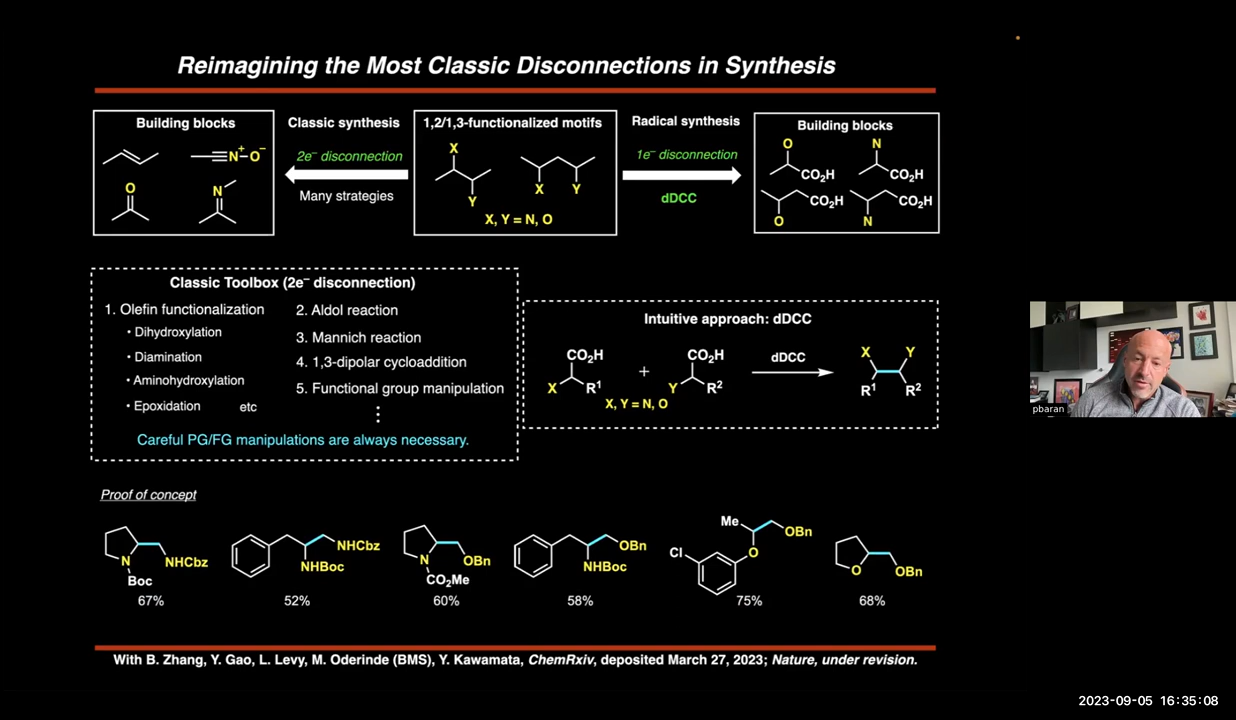 Reimagining the Most Classic Disconnections in Synthesis
Building blocks
N+ O−
O
N
Classic synthesis
2e− disconnection
Many strategies
1,2/1,3-functionalized motifs
X
Y
X Y
X, Y = N, O
Radical synthesis
1e− disconnection
dDCC
Building blocks
O
CO2H
N
CO2H
CO2H
O
CO2H
N
Classic Toolbox (2e− disconnection)
1. Olefin functionalization
• Dihydroxylation
• Diamination
• Aminohydroxylation
• Epoxidation etc
2. Aldol reaction
3. Mannich reaction
4. 1,3-dipolar cycloaddition
5. Functional group manipulation
⋮
Careful PG/FG manipulations are always necessary.
Intuitive approach: dDCC
CO2H
X R1
+
CO2H
Y R2
X, Y = N, O
dDCC
X Y
R1 R2
Proof of concept
N
Boc
NHCbz
67%
NHCbz
NHBoc
52%
N
CO2Me
OBn
60%
OBn
NHBoc
58%
Me
OBn
O
Cl
75%
O
OBn
68%
With B. Zhang, Y. Gao, L. Levy, M. Oderinde (BMS), Y. Kawamata, ChemRxiv, deposited March 27, 2023; Nature, under revision.
pbaran
2023-09-05 16:35:08